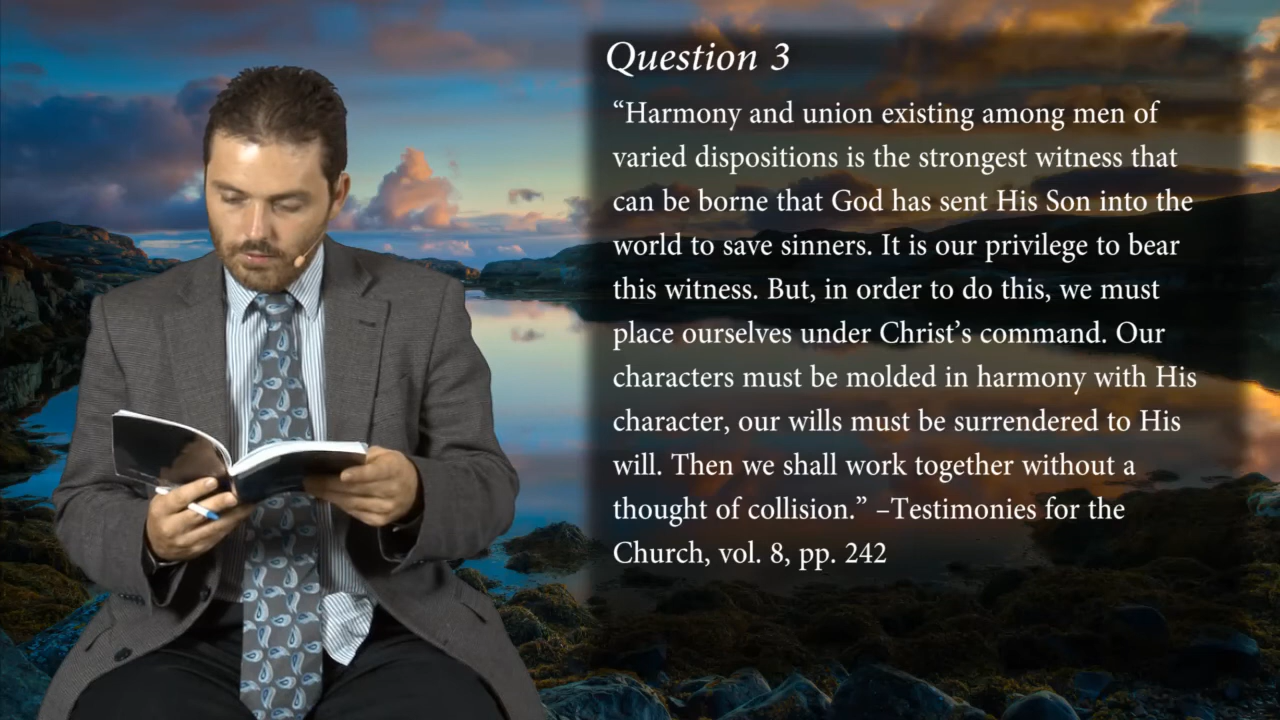 Question 3
“Harmony and union existing among men of
varied dispositions is the strongest witness that
can be borne that God has sent His Son into the
world to save sinners. It is our privilege to bear
this witness. But, in order to do this, we must
place ourselves under Christ’s command. Our
characters must be molded in harmony with His
character, our wills must be surrendered to His
will. Then we shall work together without a
thought of collision.” –Testimonies for the
Church, vol. 8, pp. 242